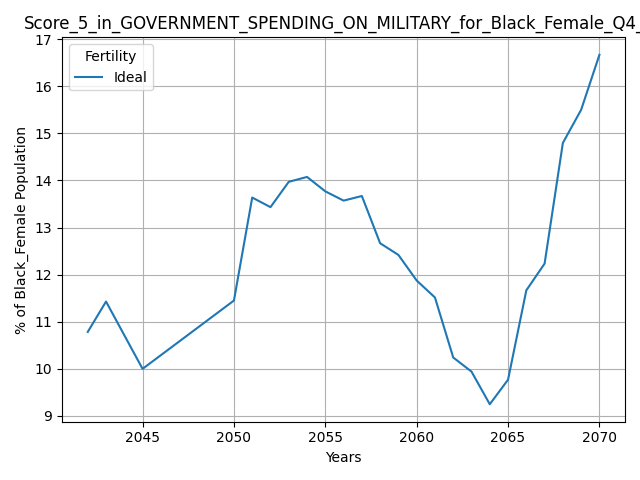 Score_5_in_GOVERNMENT_SPENDING_ON_MILITARY_for_Black_Female_Q4_
Fertility
Ideal
17
16
15
14
13
12
11
10
9
% of Black_Female Population
2045 2050 2055 2060 2065 2070
Years